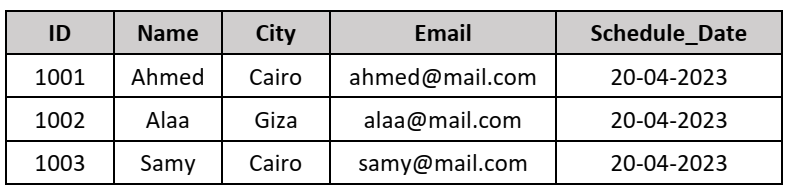 ID Name City Email Schedule_Date
1001 Ahmed Cairo ahmed@mail.com 20-04-2023
1002 Alaa Giza alaa@mail.com 20-04-2023
1003 Samy Cairo samy@mail.com 20-04-2023